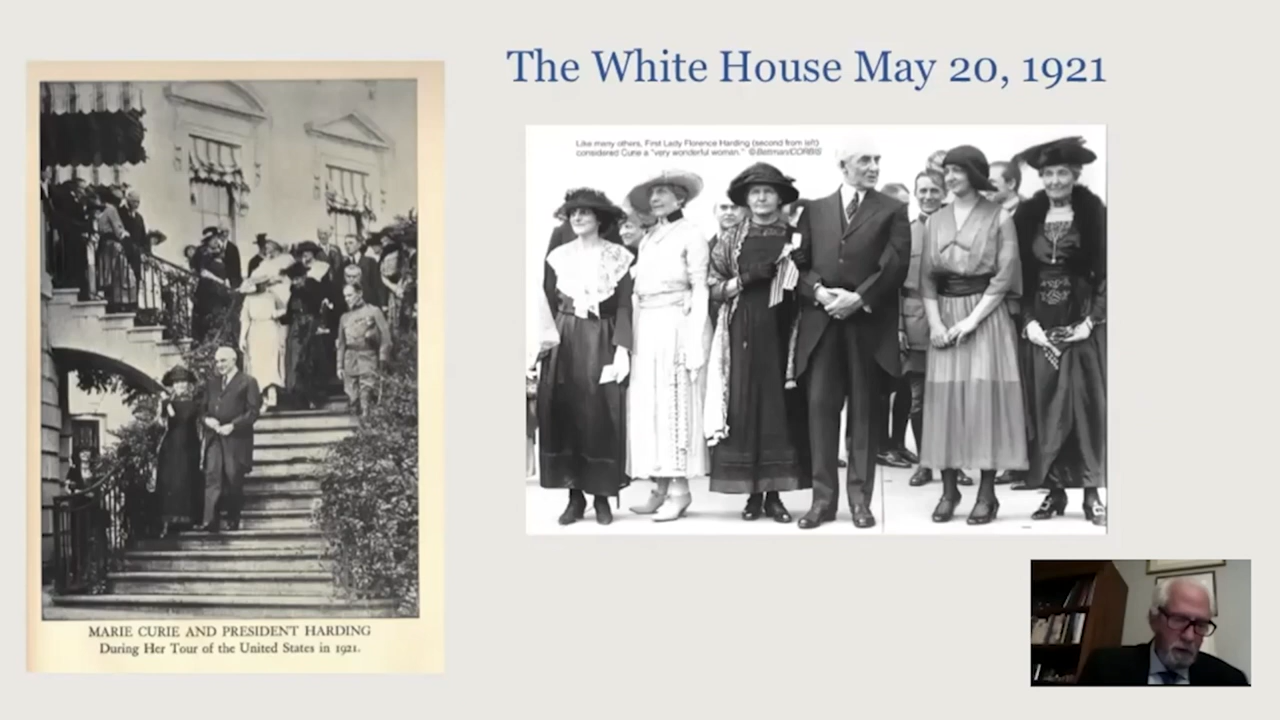 The White House May 20, 1921
Like many others, First Lady Florence Harding (second from left)
considered Curie a "very wonderful woman." ©Bettman/CORBIS
MARIE CURIE AND PRESIDENT HARDING
During Her Tour of the United States in 1921.